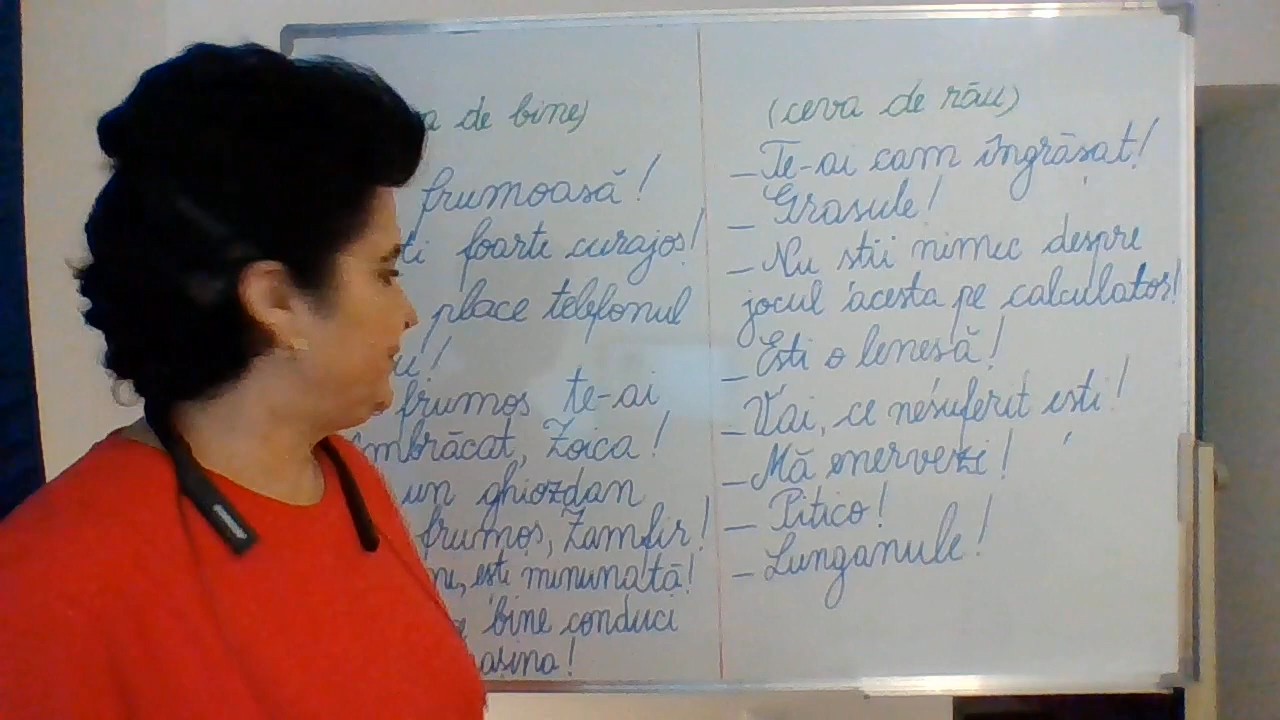 de bine)
frumoasă!
foarte curajos!
place telefonul
frumos te-ai
îmbrăcat, Zoica!
un ghiozdan
frumos, Zamfir!
ești minunată!
bine conduci
(ceva de rău)
– Te-ai cam îngrășat!
– Grasule!
– Nu știi nimic despre
jocul acesta pe calculator!
– Ești o leneșă!
– Vai, ce nesuferit ești!
– Mă enervezi!
– Pitico!
– Lunganule!